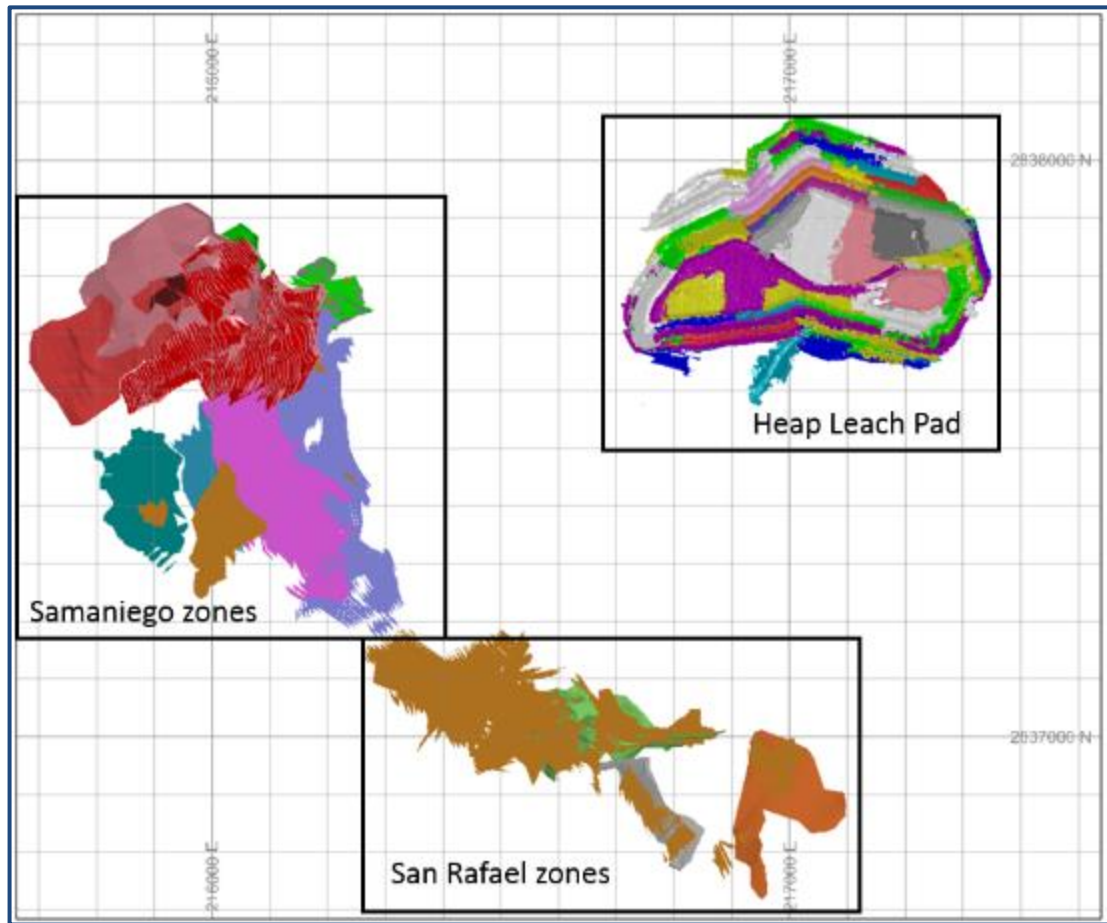 216000 E
217000 E
2838000 N
Heap Leach Pad
Samaniego zones
2837000 N
San Rafael zones
216000 E
217000 E